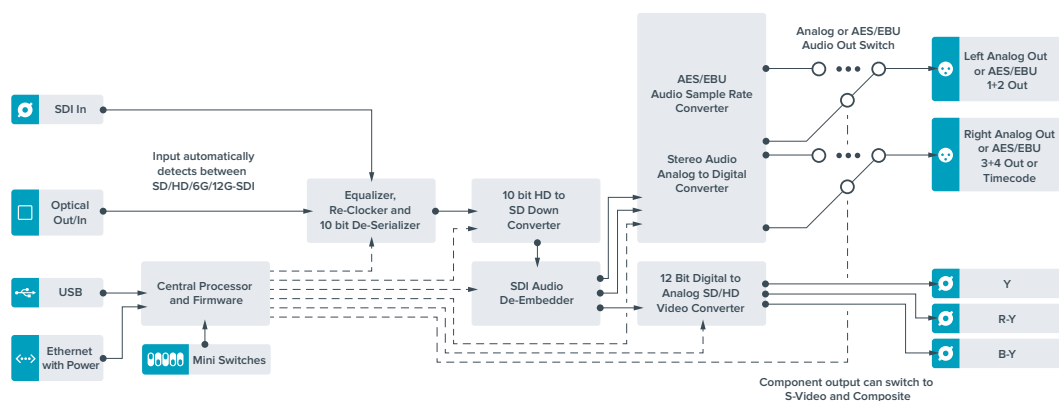 Analog or AES/EBU
Audio Out Switch
Left Analog Out
or AES/EBU
1+2 Out
AES/EBU
Audio Sample Rate
Converter
SDI In
Right Analog Out
or AES/EBU
3+4 Out or
Timecode
Input automatically
detects between
SD/HD/6G/12G-SDI
Stereo Audio
Analog to Digital
Converter
Optical
Out/In
Equalizer,
Re-Clocker and
10 bit De-Serializer
10 bit HD to
SD Down
Converter
USB
Central Processor
and Firmware
SDI Audio
De-Embedder
12 Bit Digital to
Analog SD/HD
Video Converter
Y
R-Y
Ethernet
with Power
Mini Switches
B-Y
Component output can switch to
S-Video and Composite